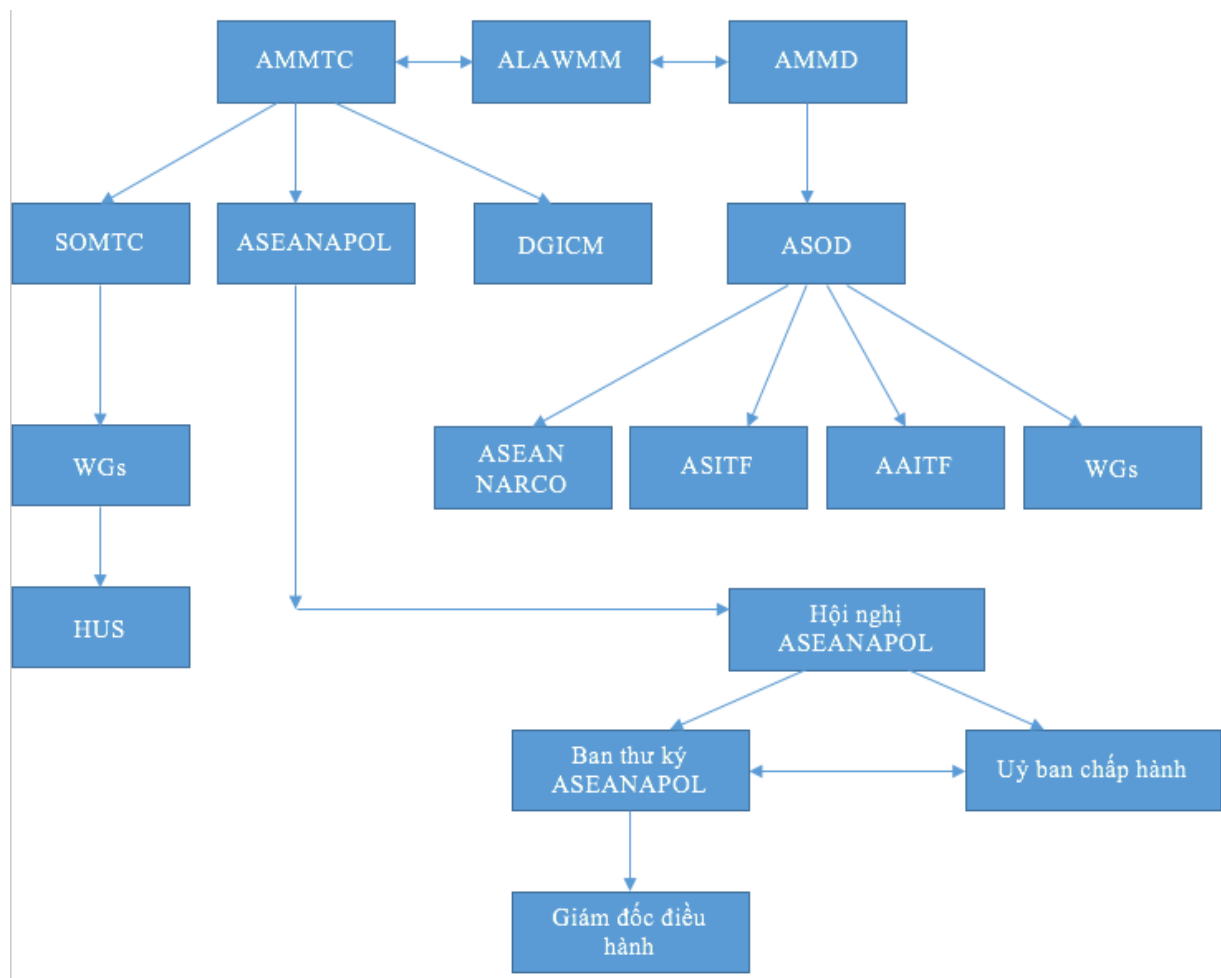 AMMTC
ALAWMM
AMMD
SOMTC
ASEANAPOL
DGICM
ASOD
WGs
ASEAN
NARCO
ASITF
AAITF
WGs
HUS
Hội nghị
ASEANAPOL
Ban thư ký
ASEANAPOL
Uỷ ban chấp hành
Giám đốc điều
hành